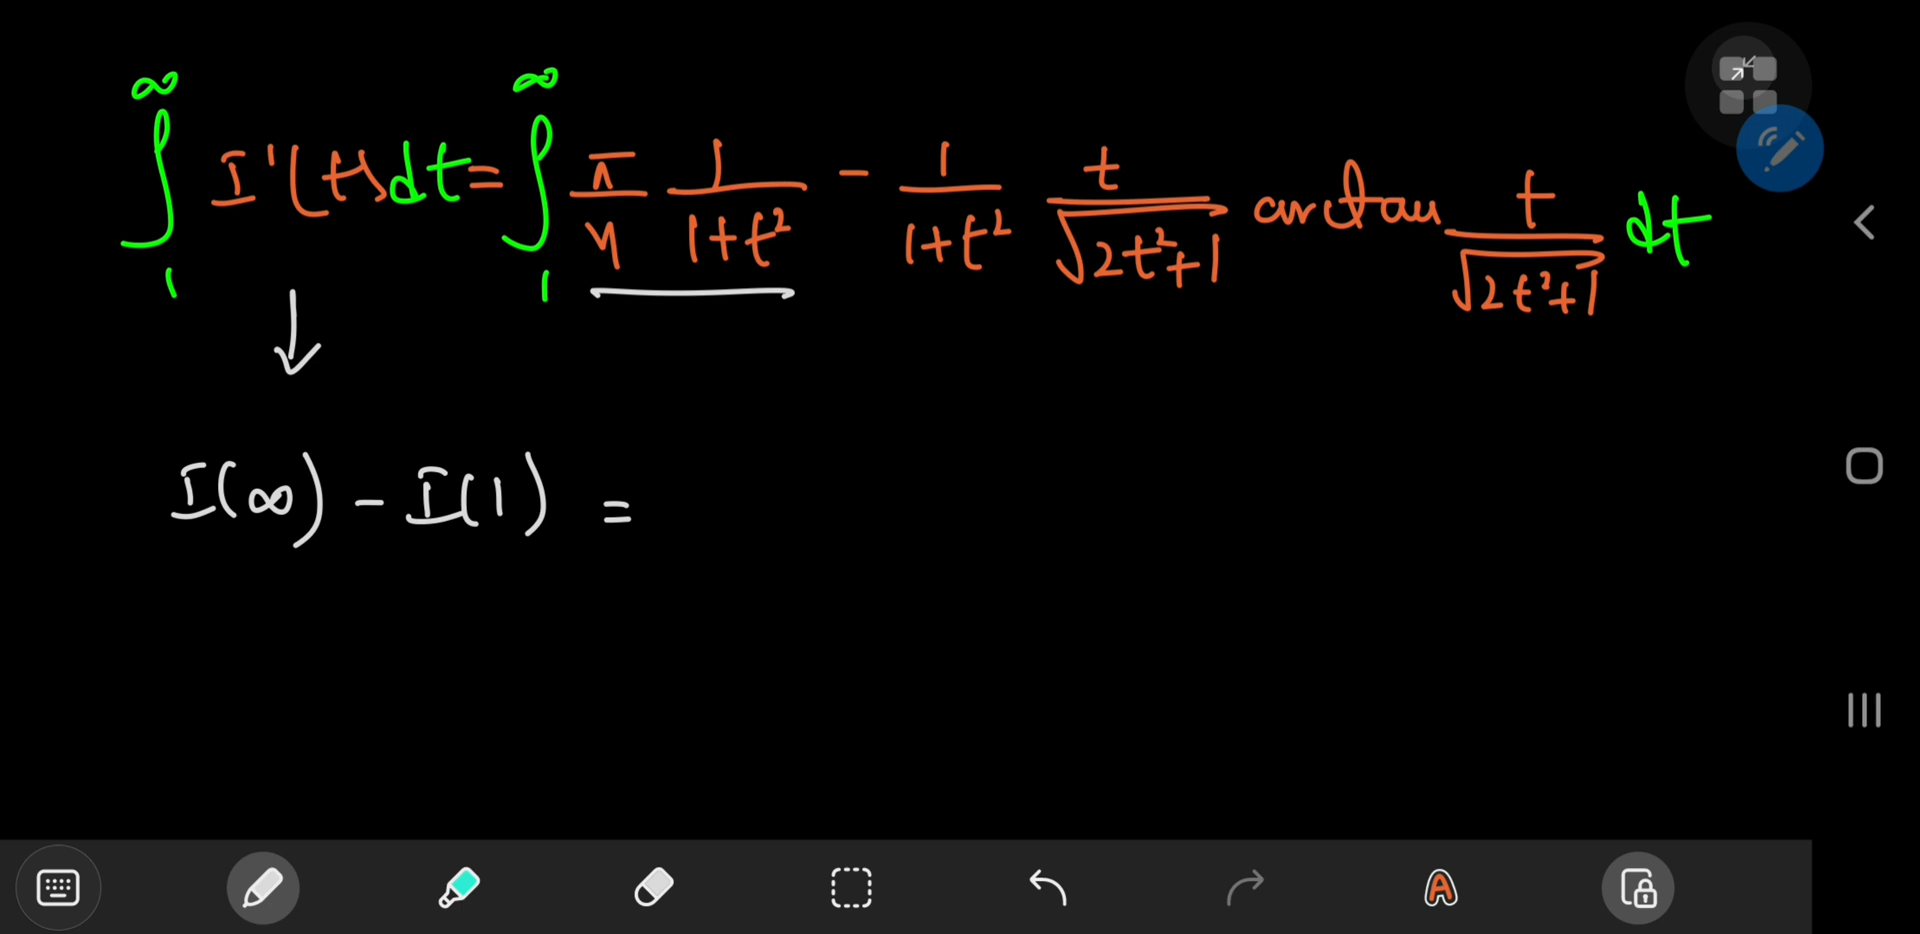 ∫₁^∞ I'(t)dt = ∫₁^∞ π/4 1/(1+t²) - 1/(1+t²) t/√(2t²+1) arctan t/√(2t²+1) dt
↓
I(∞) - I(1) =
A